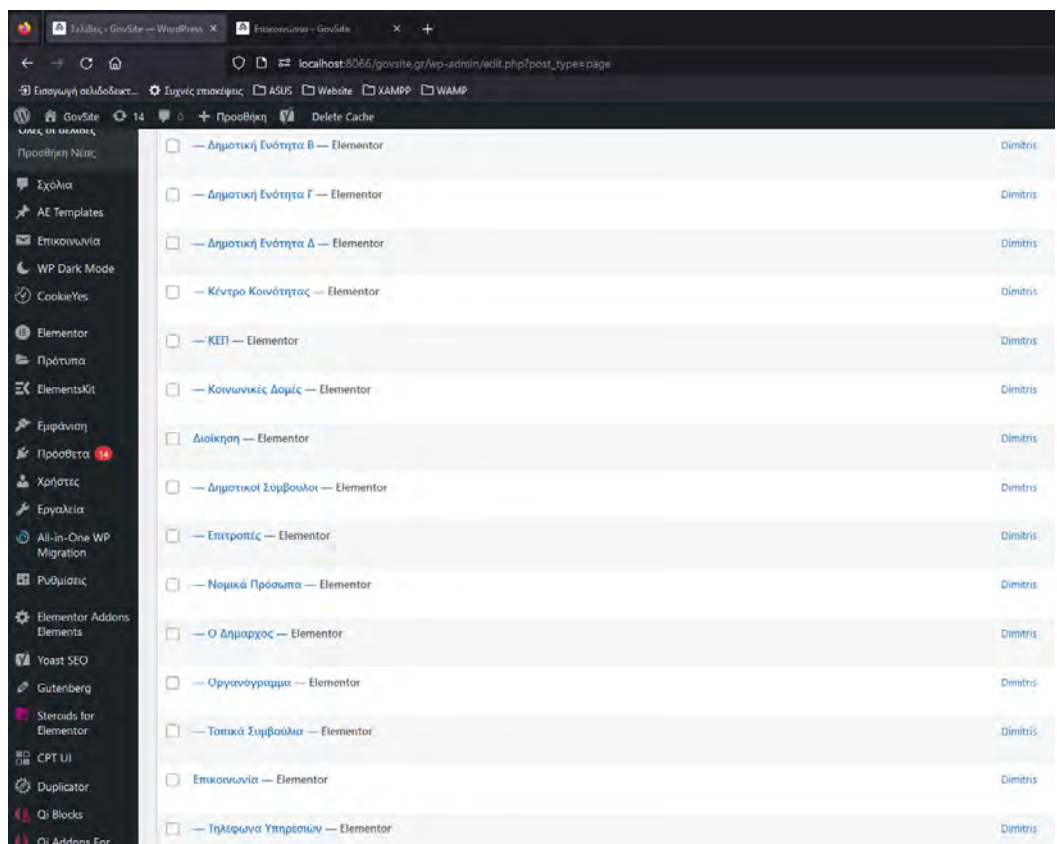 Σελίδες ‹ GovSite — WordPress
Επικοινωνία - GovSite
localhost:8066/govsite.gr/wp-admin/edit.php?post_type=page
Εισαγωγή σελιδοδεικτ...
Συχνές επισκέψεις
ASUS
Website
XAMPP
WAMP
GovSite
14
0
Προσθήκη
Delete Cache
Όλες οι σελίδες
Προσθήκη Νέας
Σχόλια
AE Templates
Επικοινωνία
WP Dark Mode
CookieYes
Elementor
Πρότυπα
ElementsKit
Εμφάνιση
Πρόσθετα 14
Χρήστες
Εργαλεία
All-in-One WP
Migration
Ρυθμίσεις
Elementor Addons
Elements
Yoast SEO
Gutenberg
Steroids for
Elementor
CPT UI
Duplicator
Qi Blocks
Qi Addons For
— Δημοτική Ενότητα Β — Elementor Dimitris
— Δημοτική Ενότητα Γ — Elementor Dimitris
— Δημοτική Ενότητα Δ — Elementor Dimitris
— Κέντρο Κοινότητας — Elementor Dimitris
— ΚΕΠ — Elementor Dimitris
— Κοινωνικές Δομές — Elementor Dimitris
Διοίκηση — Elementor Dimitris
— Δημοτικοί Σύμβουλοι — Elementor Dimitris
— Επιτροπές — Elementor Dimitris
— Νομικά Πρόσωπα — Elementor Dimitris
— Ο Δήμαρχος — Elementor Dimitris
— Οργανόγραμμα — Elementor Dimitris
— Τοπικά Συμβούλια — Elementor Dimitris
Επικοινωνία — Elementor Dimitris
— Τηλέφωνα Υπηρεσιών — Elementor Dimitris